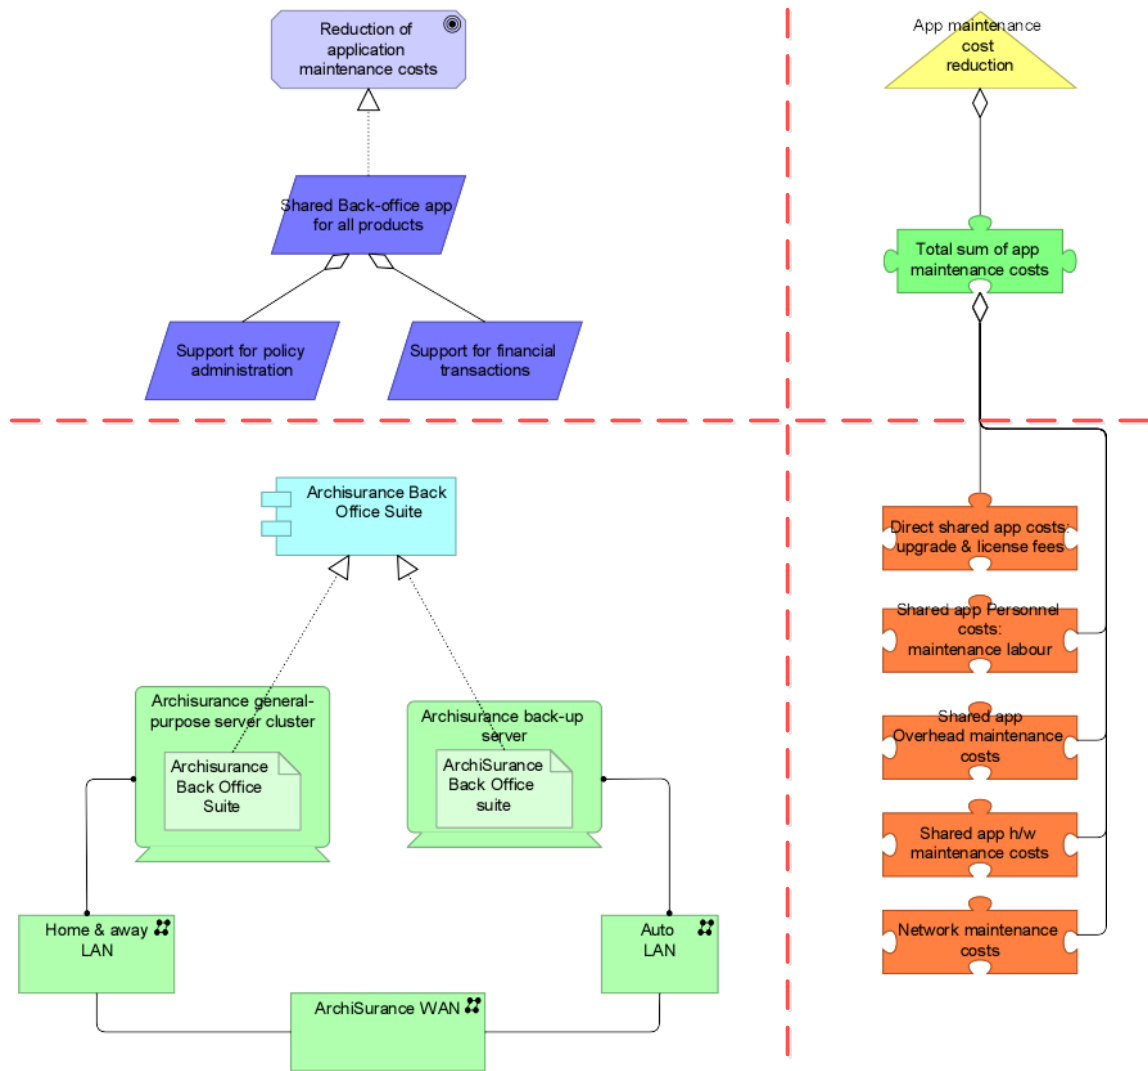 Reduction of
application
maintenance costs
Shared Back-office app
for all products
Support for policy
administration
Support for financial
transactions
App maintenance
cost
reduction
Total sum of app
maintenance costs
Archisurance Back
Office Suite
Archisurance general-
purpose server cluster
Archisurance
Back Office
Suite
Archisurance back-up
server
ArchiSurance
Back Office
suite
Home & away
LAN
Auto
LAN
ArchiSurance WAN
Direct shared app costs:
upgrade & license fees
Shared app Personnel
costs:
maintenance labour
Shared app
Overhead maintenance
costs
Shared app h/w
maintenance costs
Network maintenance
costs